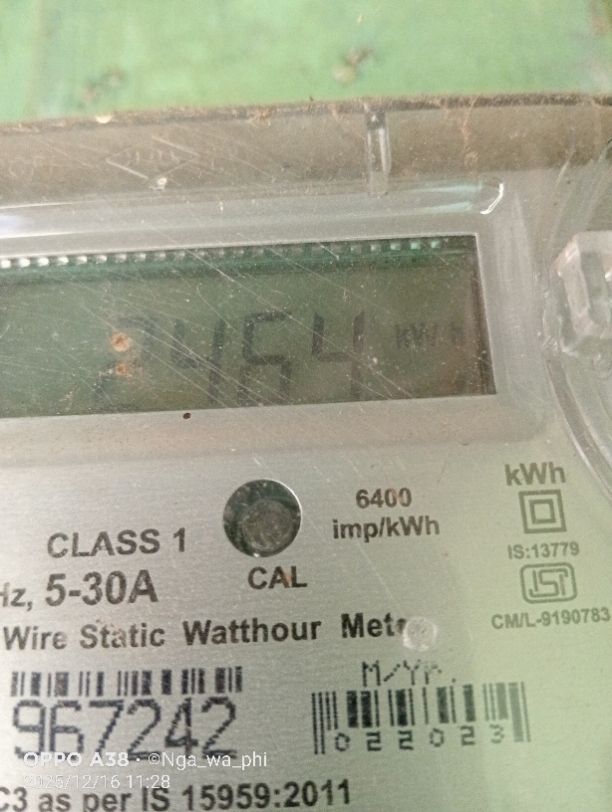 2464 kWh
kWh
6400
imp/kWh
IS:13779
CLASS 1
CAL
Hz, 5-30A
CM/L-9190783
Wire Static Watthour Mete
M/YR.
967242
022023
OPPO A38 · ©Nga_wa_phi
2025/12/16 11:28
C3 as per IS 15959:2011